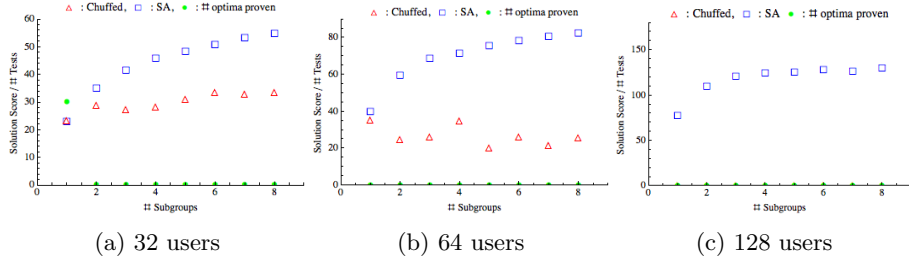 △ : Chuffed, □ : SA, ● : # optima proven
60
50
40
30
20
10
0
0 2 4 6 8
Solution Score / # Tests
# Subgroups
(a) 32 users
△ : Chuffed, □ : SA ● : # optima proven
80
60
40
20
0
0 2 4 6 8
Solution Score / # Tests
# Subgroups
(b) 64 users
△ : Chuffed, □ : SA ● : # optima proven
150
100
50
0
0 2 4 6 8
Solution Score / # Tests
# Subgroups
(c) 128 users